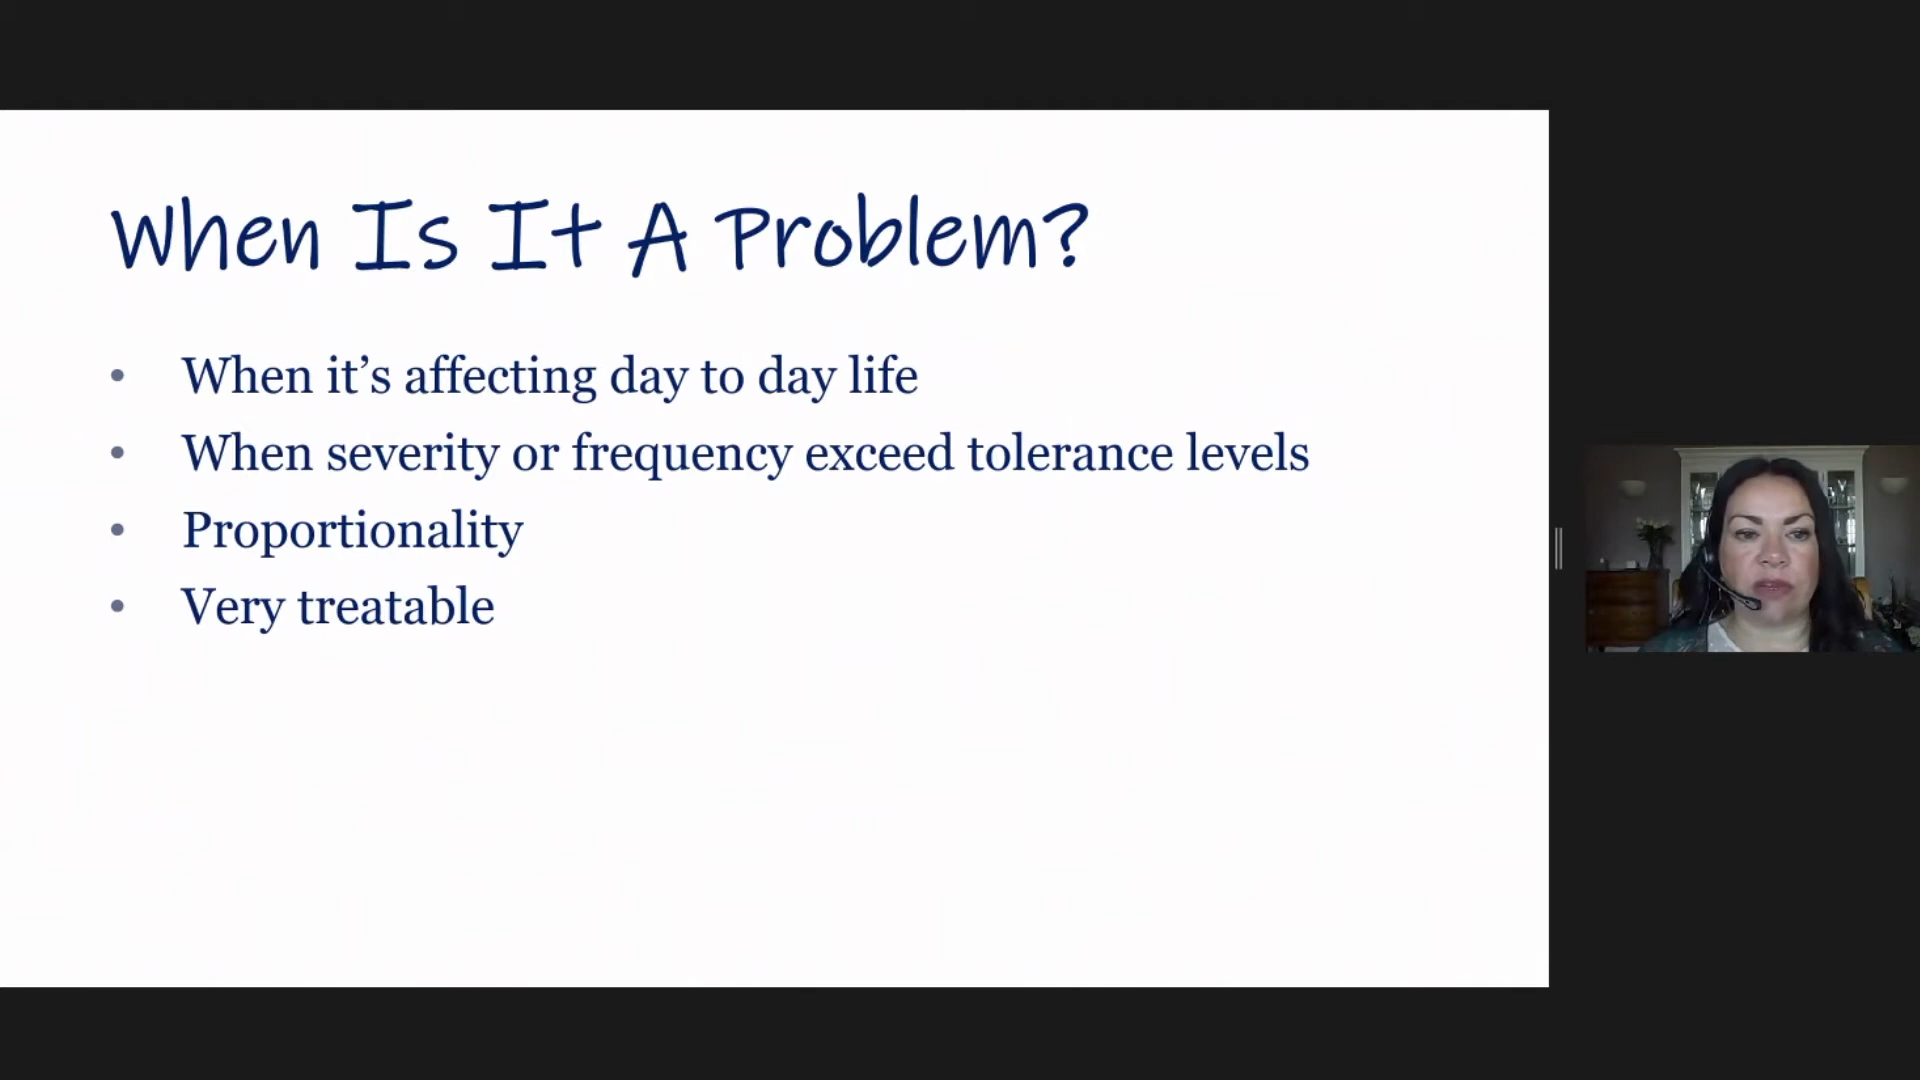 When Is It A Problem?
• When it’s affecting day to day life
• When severity or frequency exceed tolerance levels
• Proportionality
• Very treatable